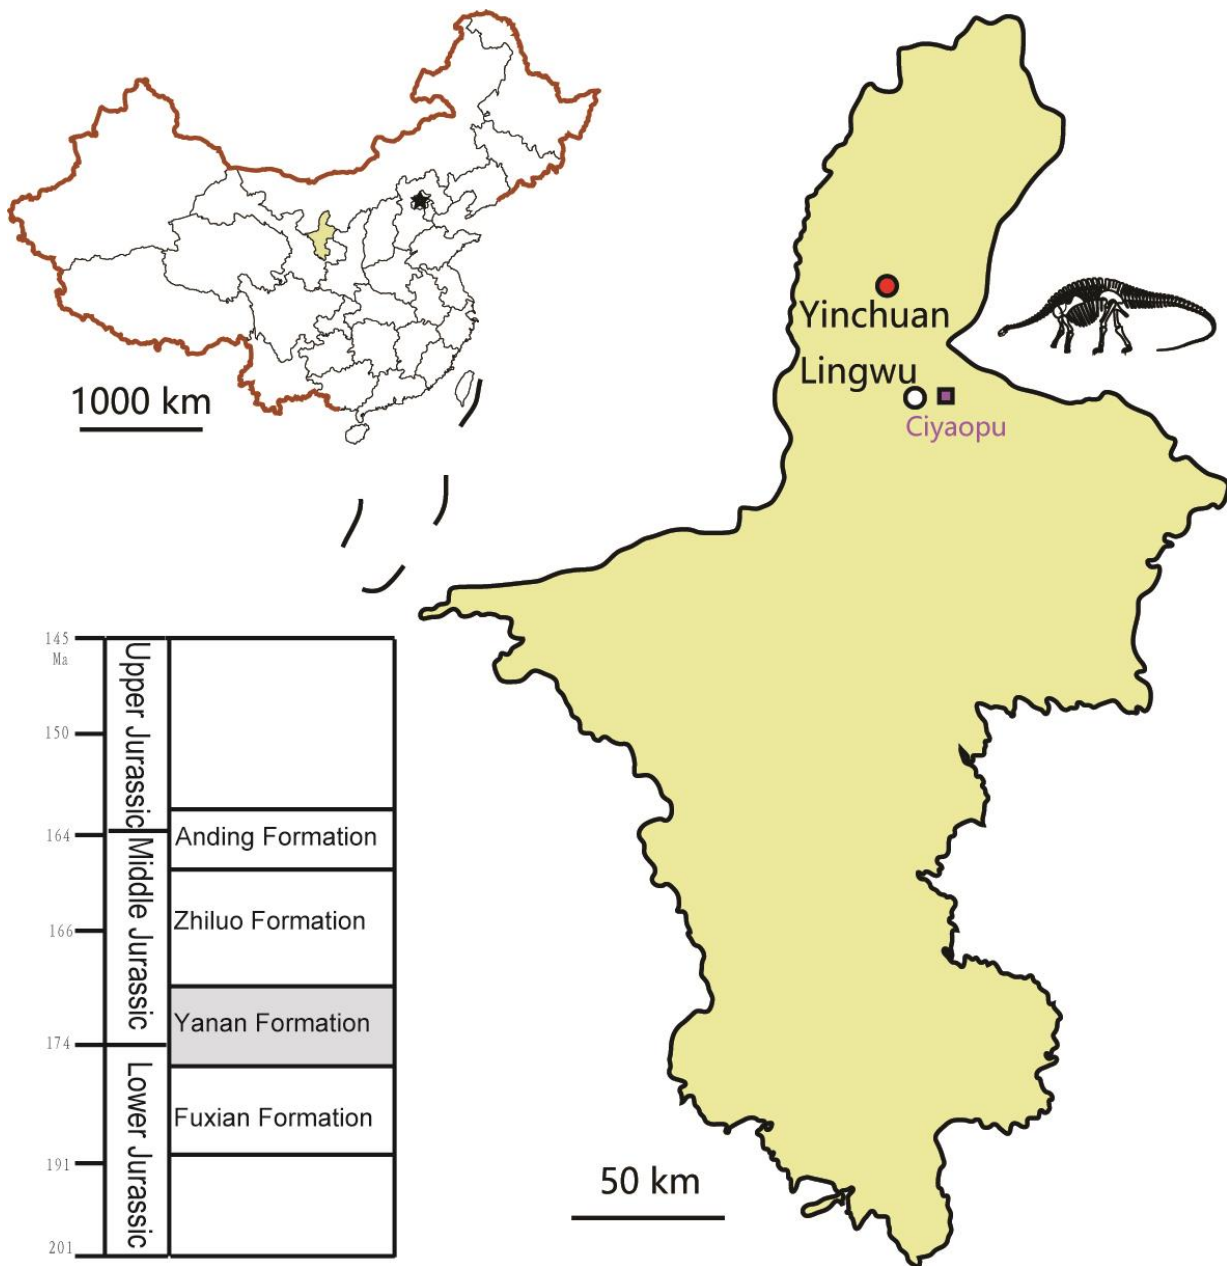 1000 km
Yinchuan
Lingwu
Ciyaopu
145
Ma
150
164
166
174
191
201
Upper Jurassic
Middle Jurassic
Lower Jurassic
Anding Formation
Zhiluo Formation
Yanan Formation
Fuxian Formation
50 km